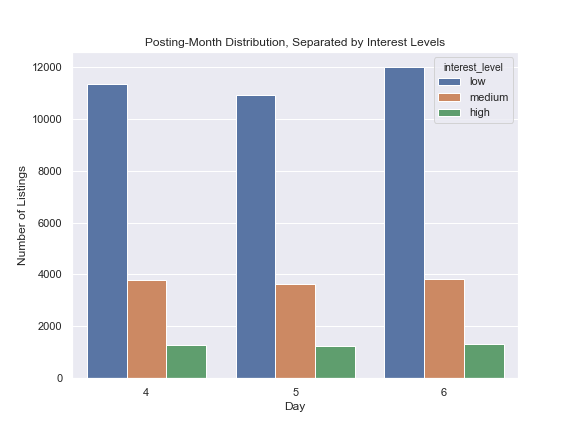 Posting-Month Distribution, Separated by Interest Levels
interest_level
low
medium
high
12000
10000
8000
6000
4000
2000
0
Number of Listings
4 5 6
Day